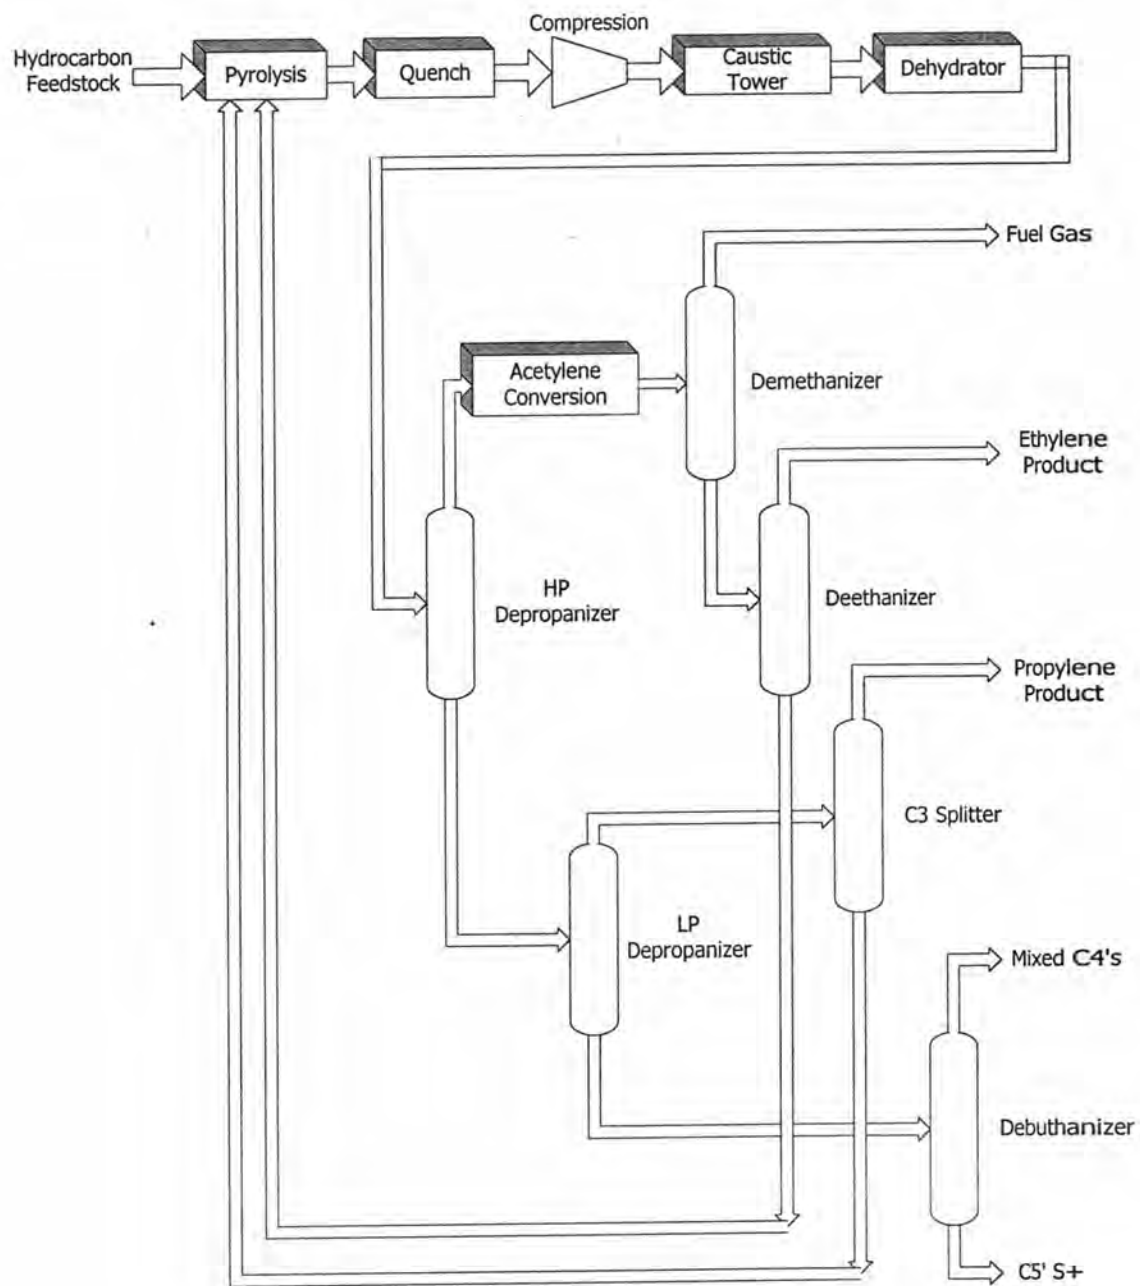 Compression
Hydrocarbon
Feedstock
Pyrolysis
Quench
Caustic
Tower
Dehydrator
Fuel Gas
Acetylene
Conversion
Demethanizer
Ethylene
Product
HP
Depropanizer
Deethanizer
Propylene
Product
C3 Splitter
LP
Depropanizer
Mixed C4's
Debuthanizer
C5' S+